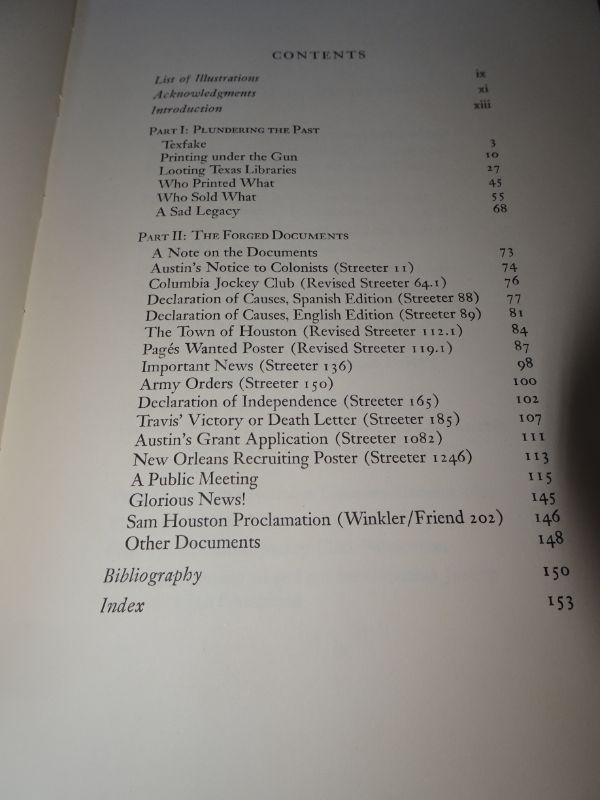 CONTENTS
List of Illustrations ix
Acknowledgments xi
Introduction xiii
PART I: PLUNDERING THE PAST
Texfake 3
Printing under the Gun 10
Looting Texas Libraries 27
Who Printed What 45
Who Sold What 55
A Sad Legacy 68
PART II: THE FORGED DOCUMENTS
A Note on the Documents 73
Austin's Notice to Colonists (Streeter 11) 74
Columbia Jockey Club (Revised Streeter 64.1) 76
Declaration of Causes, Spanish Edition (Streeter 88) 77
Declaration of Causes, English Edition (Streeter 89) 81
The Town of Houston (Revised Streeter 112.1) 84
Pagés Wanted Poster (Revised Streeter 119.1) 87
Important News (Streeter 136) 98
Army Orders (Streeter 150) 100
Declaration of Independence (Streeter 165) 102
Travis' Victory or Death Letter (Streeter 185) 107
Austin's Grant Application (Streeter 1082) 111
New Orleans Recruiting Poster (Streeter 1246) 113
A Public Meeting 115
Glorious News! 145
Sam Houston Proclamation (Winkler/Friend 202) 146
Other Documents 148
Bibliography 150
Index 153